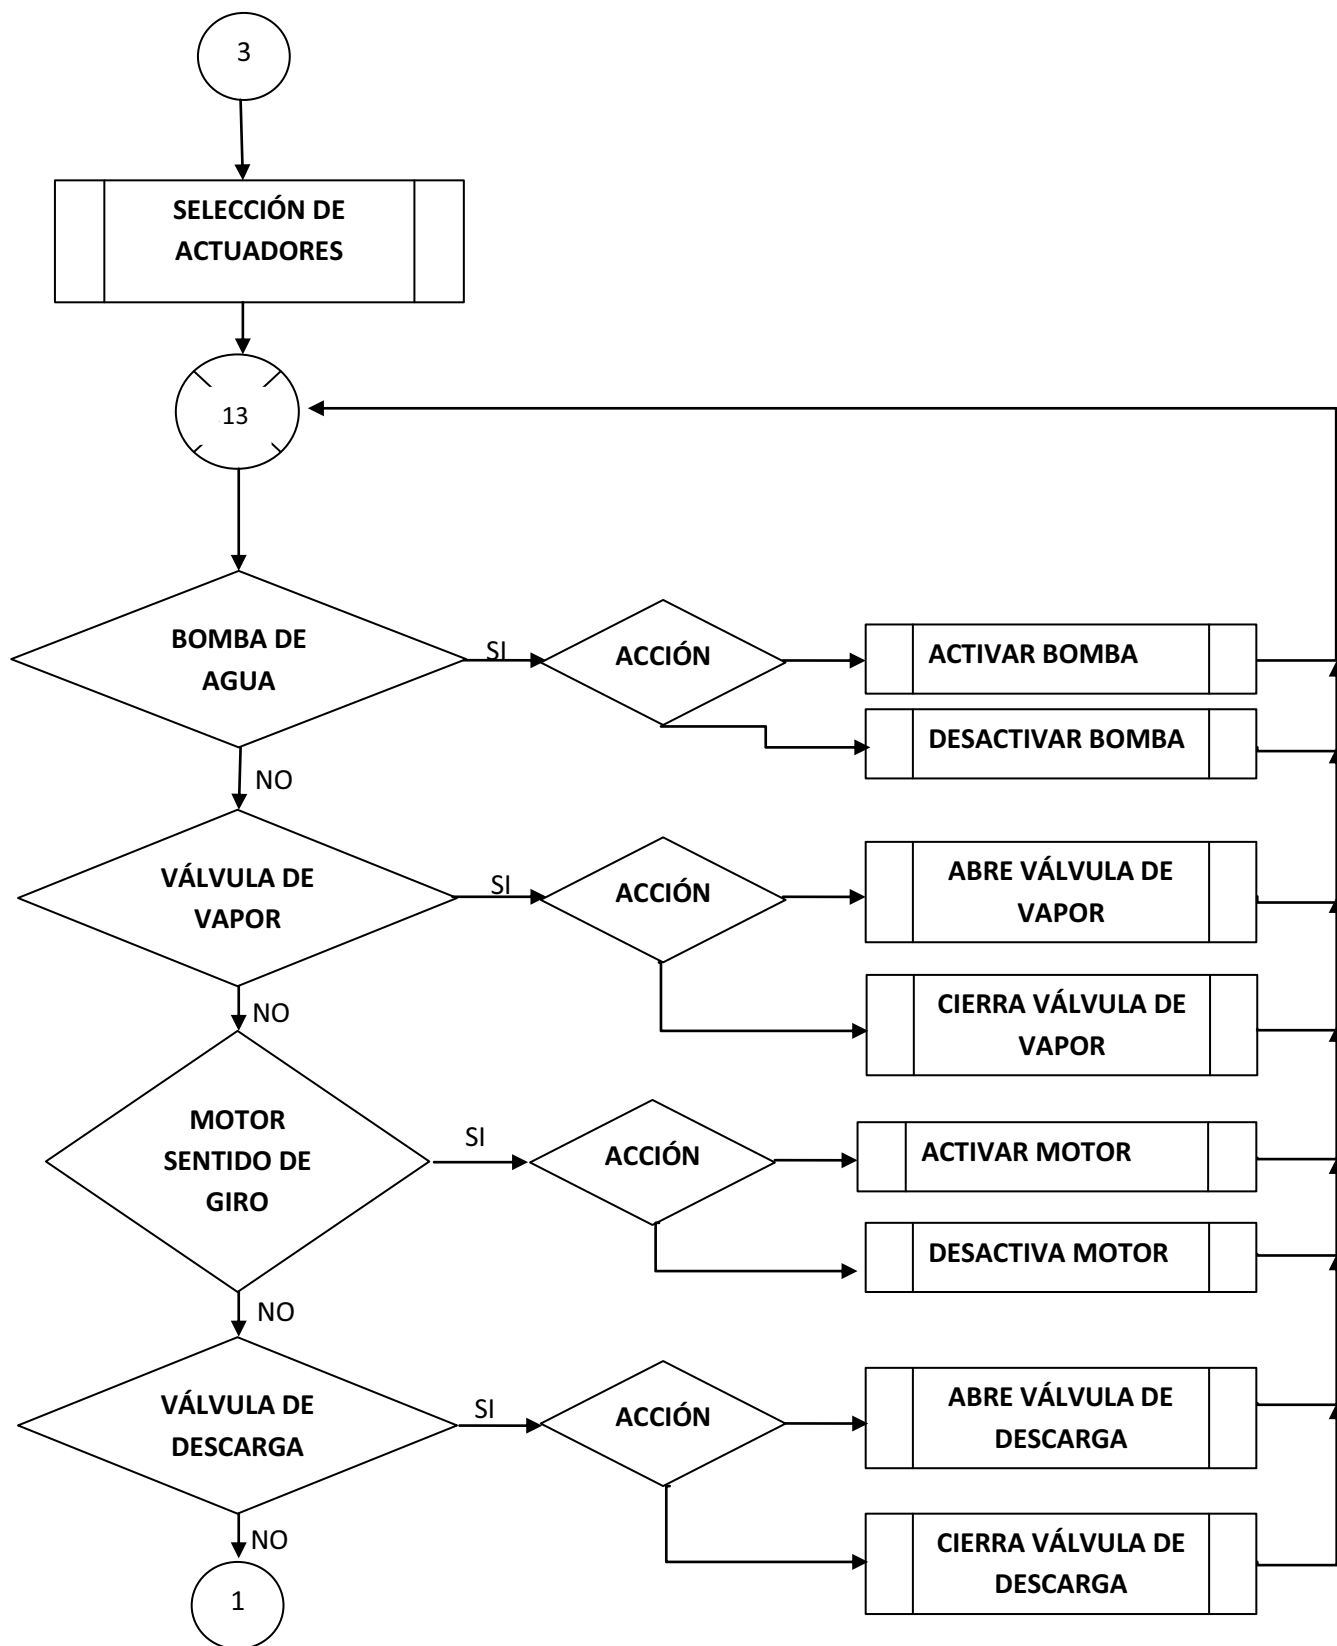 3
SELECCIÓN DE
ACTUADORES
13
BOMBA DE
AGUA
SI
ACCIÓN
ACTIVAR BOMBA
DESACTIVAR BOMBA
NO
VÁLVULA DE
VAPOR
SI
ACCIÓN
ABRE VÁLVULA DE
VAPOR
CIERRA VÁLVULA DE
VAPOR
NO
MOTOR
SENTIDO DE
GIRO
SI
ACCIÓN
ACTIVAR MOTOR
DESACTIVA MOTOR
NO
VÁLVULA DE
DESCARGA
SI
ACCIÓN
ABRE VÁLVULA DE
DESCARGA
CIERRA VÁLVULA DE
DESCARGA
NO
1